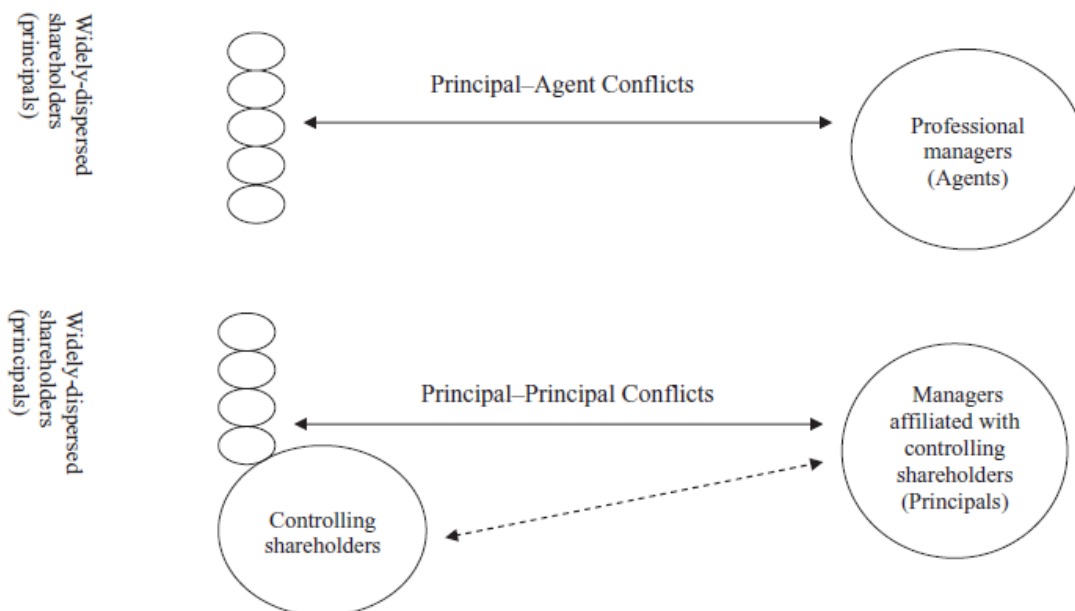 Widely-dispersed
shareholders
(principals)
Principal–Agent Conflicts
Professional
managers
(Agents)
Widely-dispersed
shareholders
(principals)
Principal–Principal Conflicts
Managers
affiliated with
controlling
shareholders
(Principals)
Controlling
shareholders